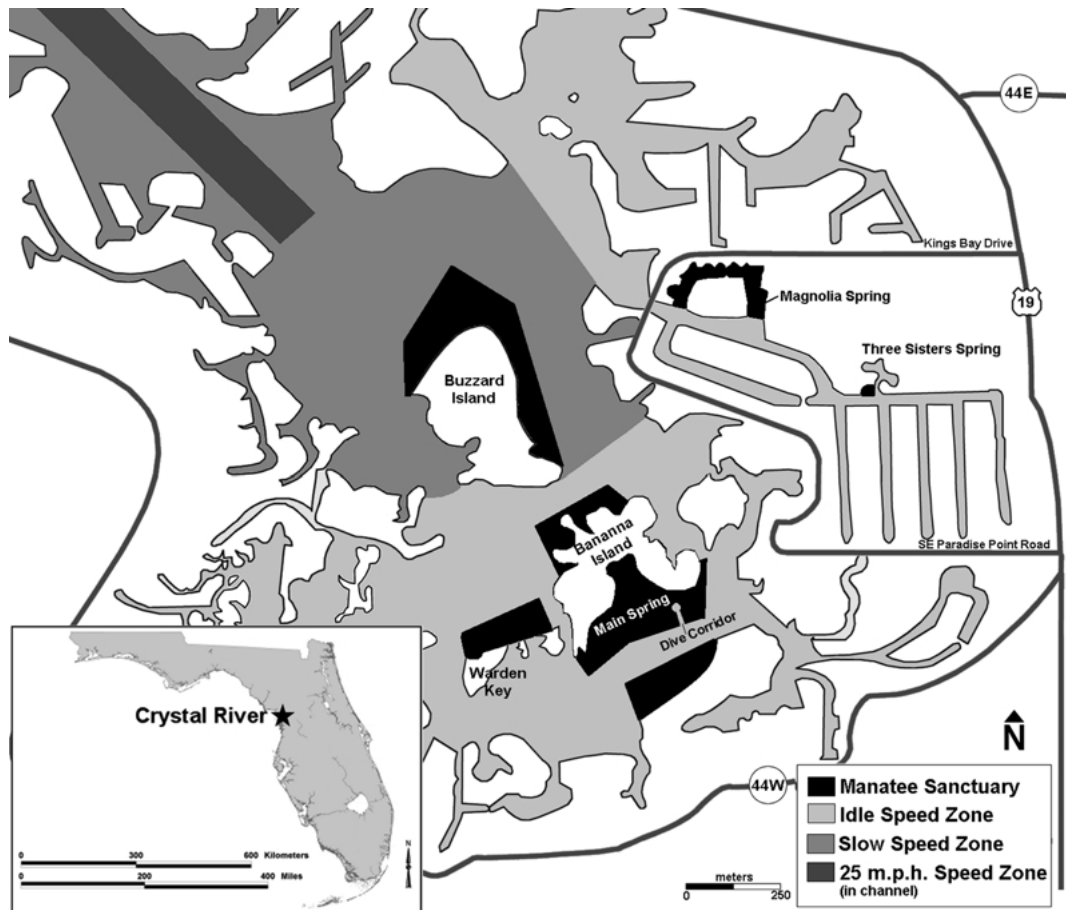 44E
Kings Bay Drive
19
Magnolia Spring
Three Sisters Spring
Buzzard
Island
Bananna
Island
SE Paradise Point Road
Main Spring
Dive Corridor
Warden
Key
Crystal River
N
44W
Manatee Sanctuary
Idle Speed Zone
Slow Speed Zone
25 m.p.h. Speed Zone
(in channel)
meters
0 250
0 300 600 Kilometers
0 200 400 Miles
N